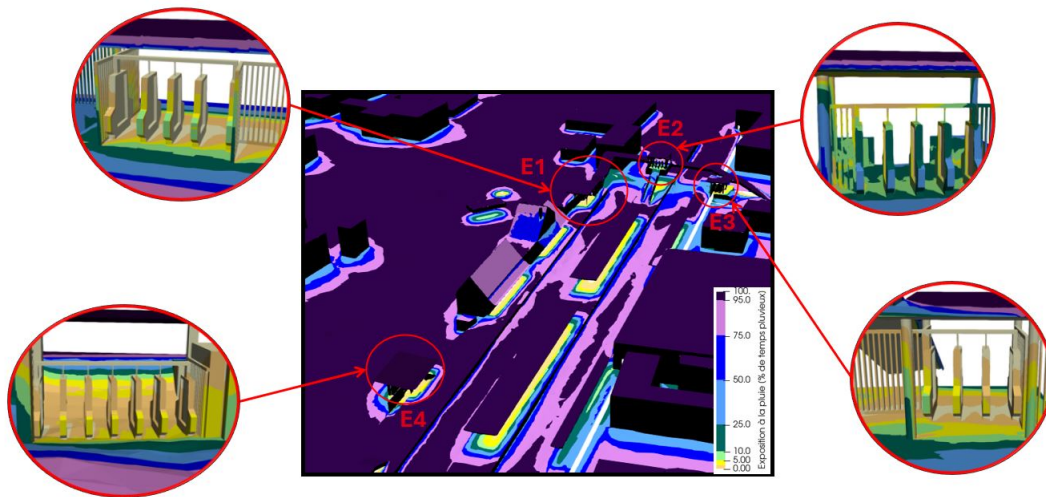 E1
E2
E3
E4
100.
95.0
75.0
50.0
25.0
10.0
5.00
0.00
Exposition à la pluie (% de temps pluvieux)